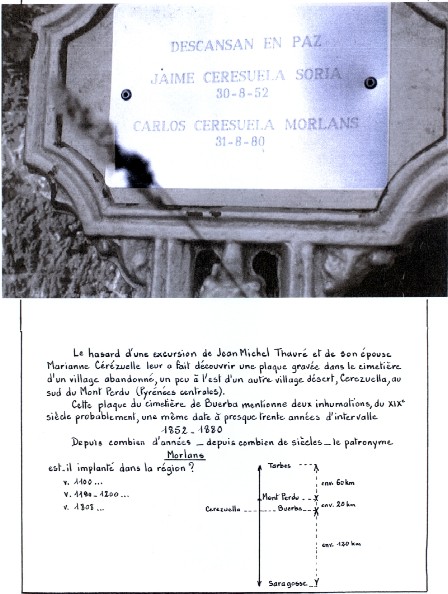 DESCANSAN EN PAZ
JAIME CERESUELA SORIA
30-8-52
CARLOS CERESUELA MORLANS
31-8-80
Le hasard d'une excursion de Jean Michel Thauré et de son épouse
Marianne Cérézuelle leur a fait découvrir une plaque gravée dans le cimetière
d'un village abandonné, un peu à l'est d'un autre village désert, Cerezuella, au
sud du Mont Perdu (Pyrénées centrales).
Cette plaque du cimetière de Buerba mentionne deux inhumations, du XIXe
siècle probablement, une même date à presque trente années d'intervalle
1852 - 1880
Depuis combien d'années _ depuis combien de siècles _ le patronyme
Morlans
est-il implanté dans la région ?
v. 1100 ...
v. 1190 - 1200 ...
v. 1808 ...
Tarbes
env. 60 km
Mont Perdu
env. 20 km
Cerezuella
Buerba
env. 130 km
Saragosse